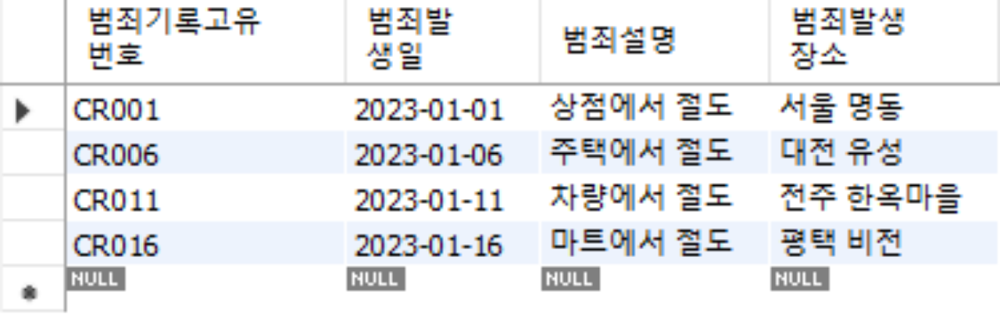 범죄기록고유
번호
범죄발
생일
범죄설명
범죄발생
장소
CR001 2023-01-01 상점에서 절도 서울 명동
CR006 2023-01-06 주택에서 절도 대전 유성
CR011 2023-01-11 차량에서 절도 전주 한옥마을
CR016 2023-01-16 마트에서 절도 평택 비전
NULL NULL NULL NULL